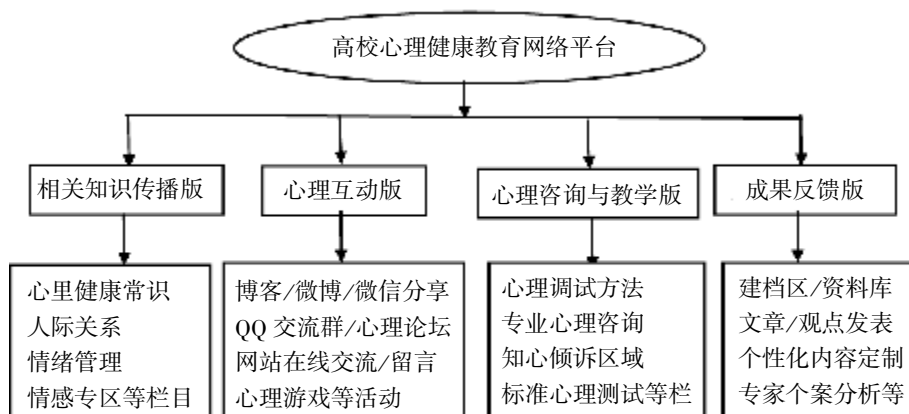 高校心理健康教育网络平台
相关知识传播版
心理互动版
心理咨询与教学版
成果反馈版
心里健康常识
人际关系
情绪管理
情感专区等栏目
博客/微博/微信分享
QQ 交流群/心理论坛
网站在线交流/留言
心理游戏等活动
心理调试方法
专业心理咨询
知心倾诉区域
标准心理测试等栏
建档区/资料库
文章/观点发表
个性化内容定制
专家个案分析等